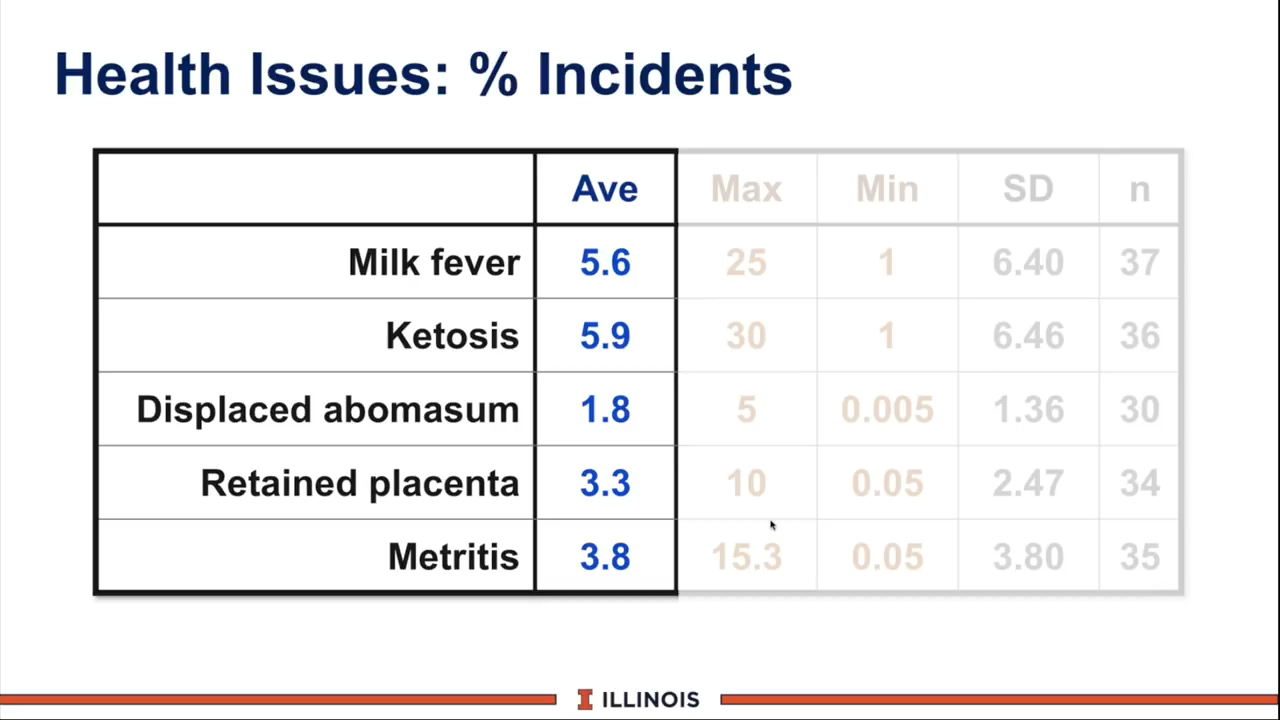 Health Issues: % Incidents
Ave Max Min SD n
Milk fever 5.6 25 1 6.40 37
Ketosis 5.9 30 1 6.46 36
Displaced abomasum 1.8 5 0.005 1.36 30
Retained placenta 3.3 10 0.05 2.47 34
Metritis 3.8 15.3 0.05 3.80 35
I ILLINOIS